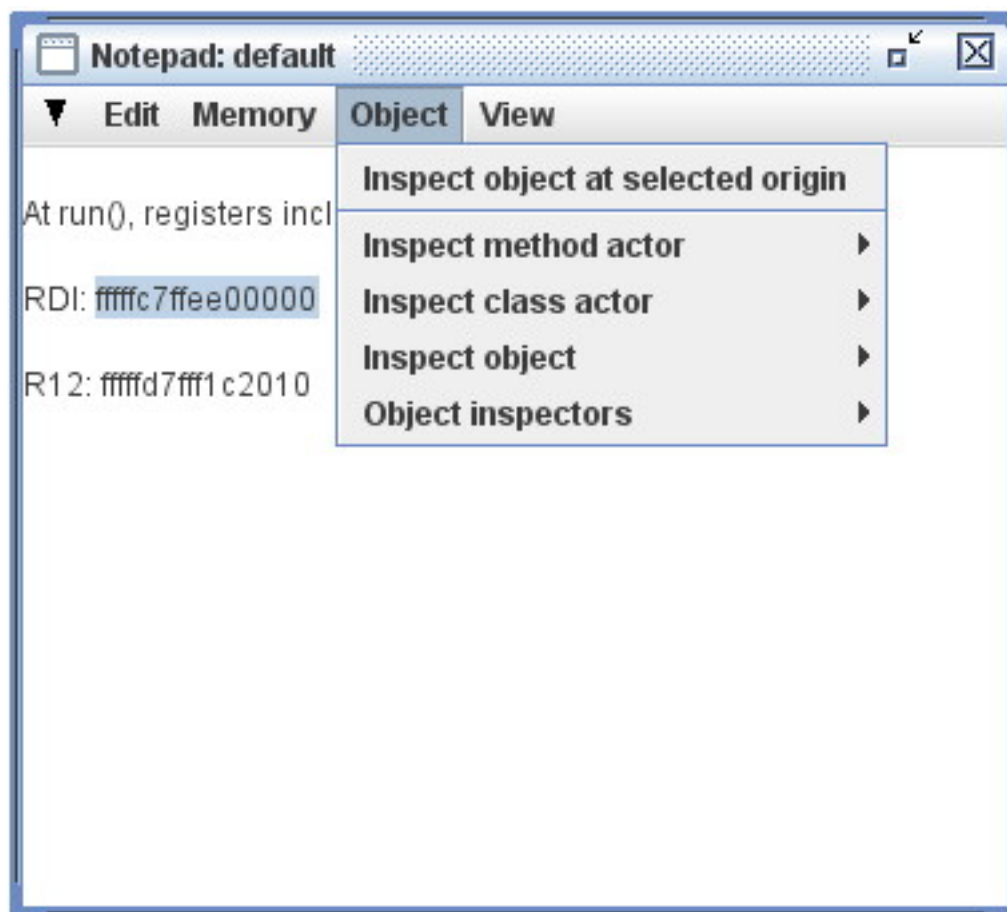 Notepad: default
Edit Memory Object View
Inspect object at selected origin
At run(), registers incl
Inspect method actor
RDI: fffffc7ffee00000
Inspect class actor
Inspect object
R12: fffffd7fff1c2010
Object inspectors